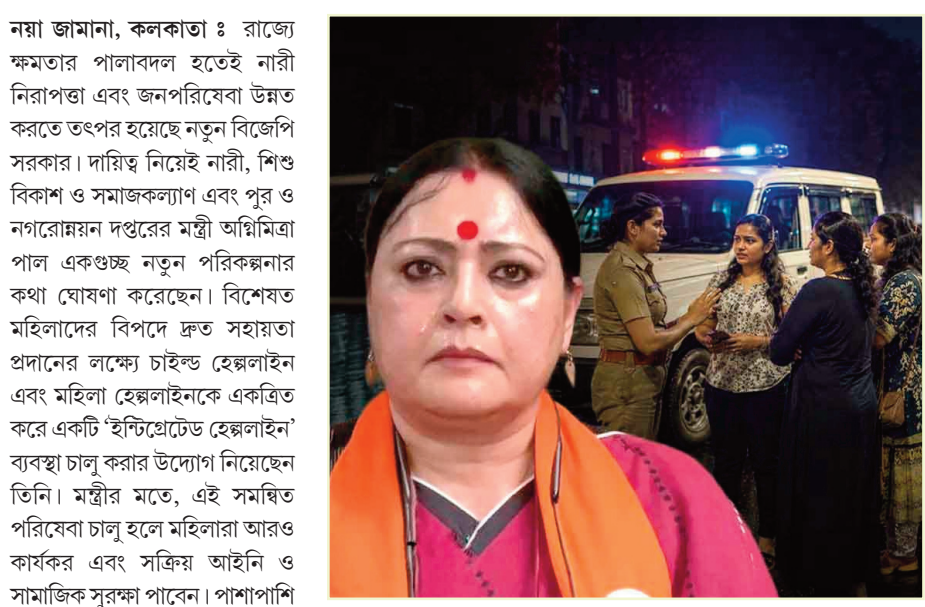 নয়া জামানা, কলকাতা ঃ রাজ্যে
ক্ষমতার পালাবদল হতেই নারী
নিরাপত্তা এবং জনপরিষেবা উন্নত
করতে তৎপর হয়েছে নতুন বিজেপি
সরকার। দায়িত্ব নিয়েই নারী, শিশু
বিকাশ ও সমাজকল্যাণ এবং পুর ও
নগরোন্নয়ন দপ্তরের মন্ত্রী অগ্নিমিত্রা
পাল একগুচ্ছ নতুন পরিকল্পনার
কথা ঘোষণা করেছেন। বিশেষত
মহিলাদের বিপদে দ্রুত সহায়তা
প্রদানের লক্ষ্যে চাইল্ড হেল্পলাইন
এবং মহিলা হেল্পলাইনকে একত্রিত
করে একটি ‘ইন্টিগ্রেটেড হেল্পলাইন’
ব্যবস্থা চালু করার উদ্যোগ নিয়েছেন
তিনি। মন্ত্রীর মতে, এই সমন্বিত
পরিষেবা চালু হলে মহিলারা আরও
কার্যকর এবং সক্রিয় আইনি ও
সামাজিক সুরক্ষা পাবেন। পাশাপাশি